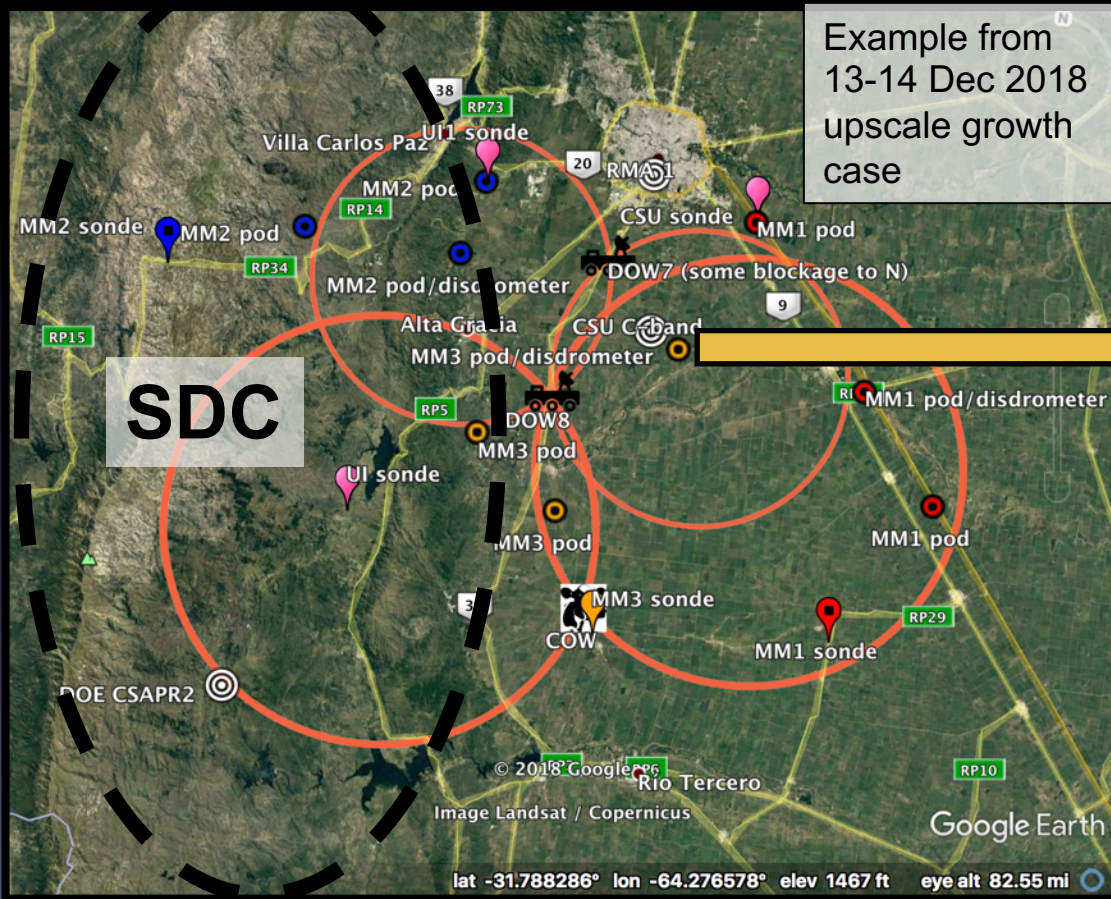 Example from
13-14 Dec 2018
upscale growth
case
N
38
RP73
UI1 sonde
Villa Carlos Paz
20
RMA 1
MM2 pod
RP14
CSU sonde
MM2 sonde
MM2 pod
MM1 pod
RP34
DOW7 (some blockage to N)
MM2 pod/disdrometer
9
Alta Gracia
CSU C-band
RP15
MM3 pod/disdrometer
SDC
RP5
MM1 pod/disdrometer
DOW8
MM3 pod
UI sonde
MM3 pod
MM1 pod
MM3 sonde
RP29
COW
MM1 sonde
DOE CSAPR2
© 2018 Google
RP6
RP10
Rio Tercero
Image Landsat / Copernicus
Google Earth
lat -31.788286° lon -64.276578° elev 1467 ft eye alt 82.55 mi